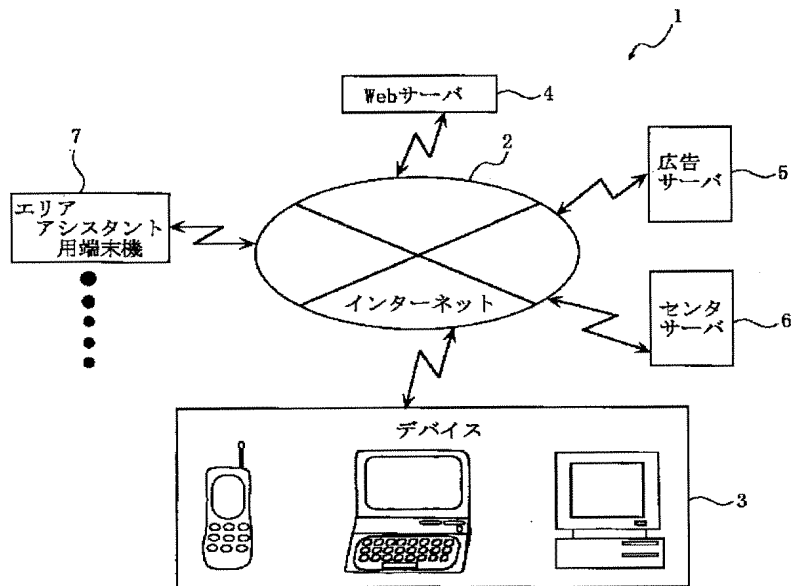 1
Webサーバ
4
7
2
広告
サーバ
5
エリア
アシスタント
用端末機
インターネット
センタ
サーバ
6
デバイス
3